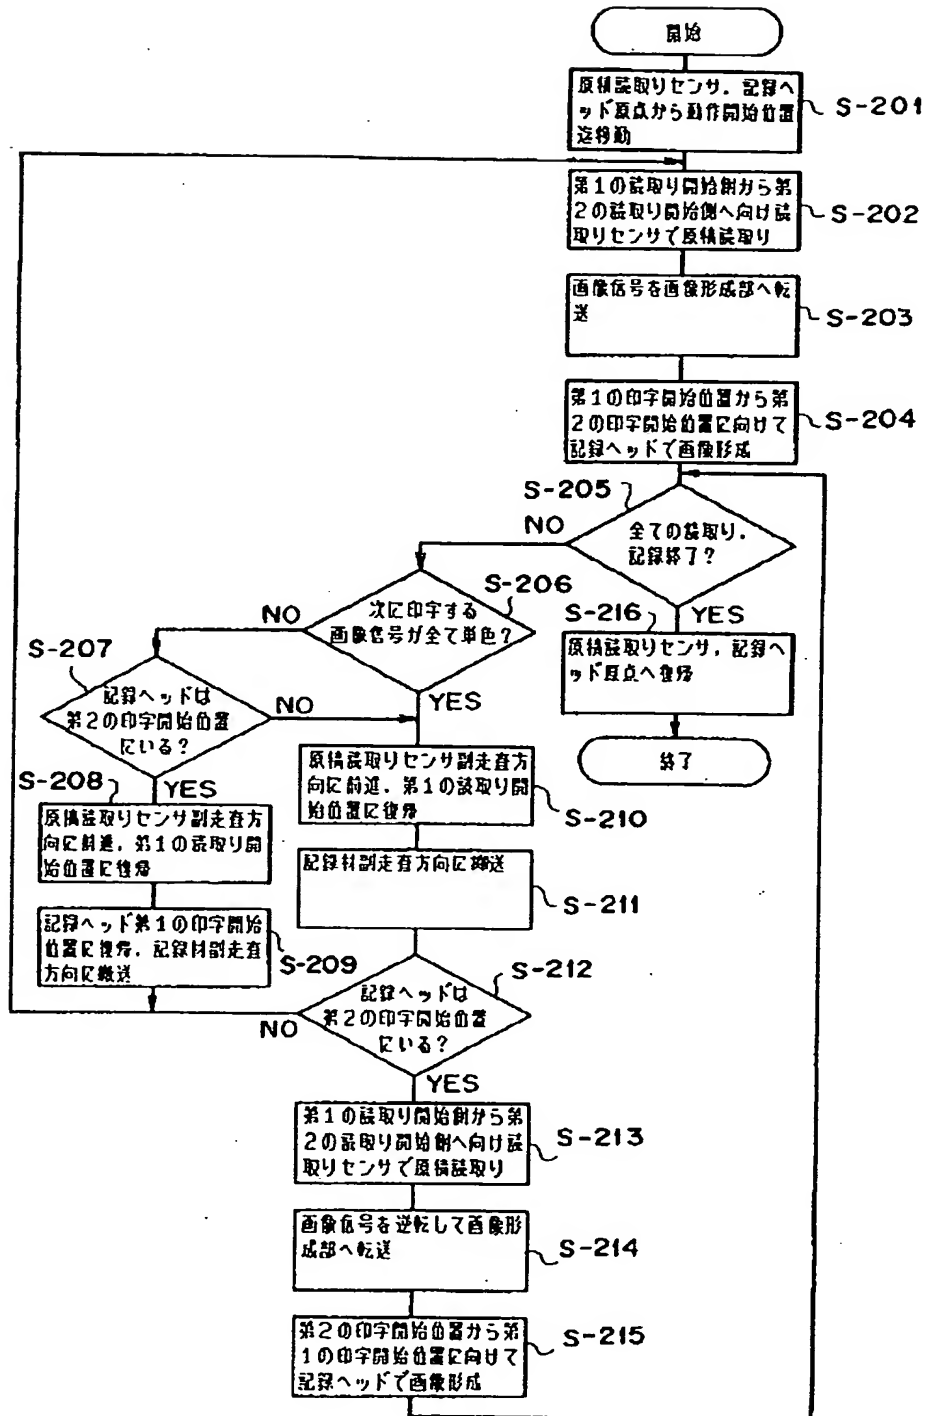 開始
原稿読取りセンサ，記録ヘ
ッド原点から動作開始位置
迄移動
S-201
第1の読取り開始側から第
2の読取り開始側へ向け読
取りセンサで原稿読取り
S-202
画像信号を画像形成部へ転
送
S-203
第1の印字開始位置から第
2の印字開始位置に向けて
記録ヘッドで画像形成
S-204
S-205
全ての読取り，
記録終了？
NO
YES
S-206
次に印字する
画像信号が全て単色？
NO
YES
S-216
原稿読取りセンサ，記録ヘ
ッド原点へ復帰
終了
S-207
記録ヘッドは
第2の印字開始位置
にいる？
NO
YES
S-208
原稿読取りセンサ副走査方
向に前進，第1の読取り開
始位置に復帰
記録ヘッド第1の印字開始
位置に復帰，記録材副走査
方向に搬送
S-209
原稿読取りセンサ副走査方
向に前進，第1の読取り開
始位置に復帰
S-210
記録材副走査方向に搬送
S-211
S-212
記録ヘッドは
第2の印字開始位置
にいる？
NO
YES
第1の読取り開始側から第
2の読取り開始側へ向け読
取りセンサで原稿読取り
S-213
画像信号を逆転して画像形
成部へ転送
S-214
第2の印字開始位置から第
1の印字開始位置に向けて
記録ヘッドで画像形成
S-215